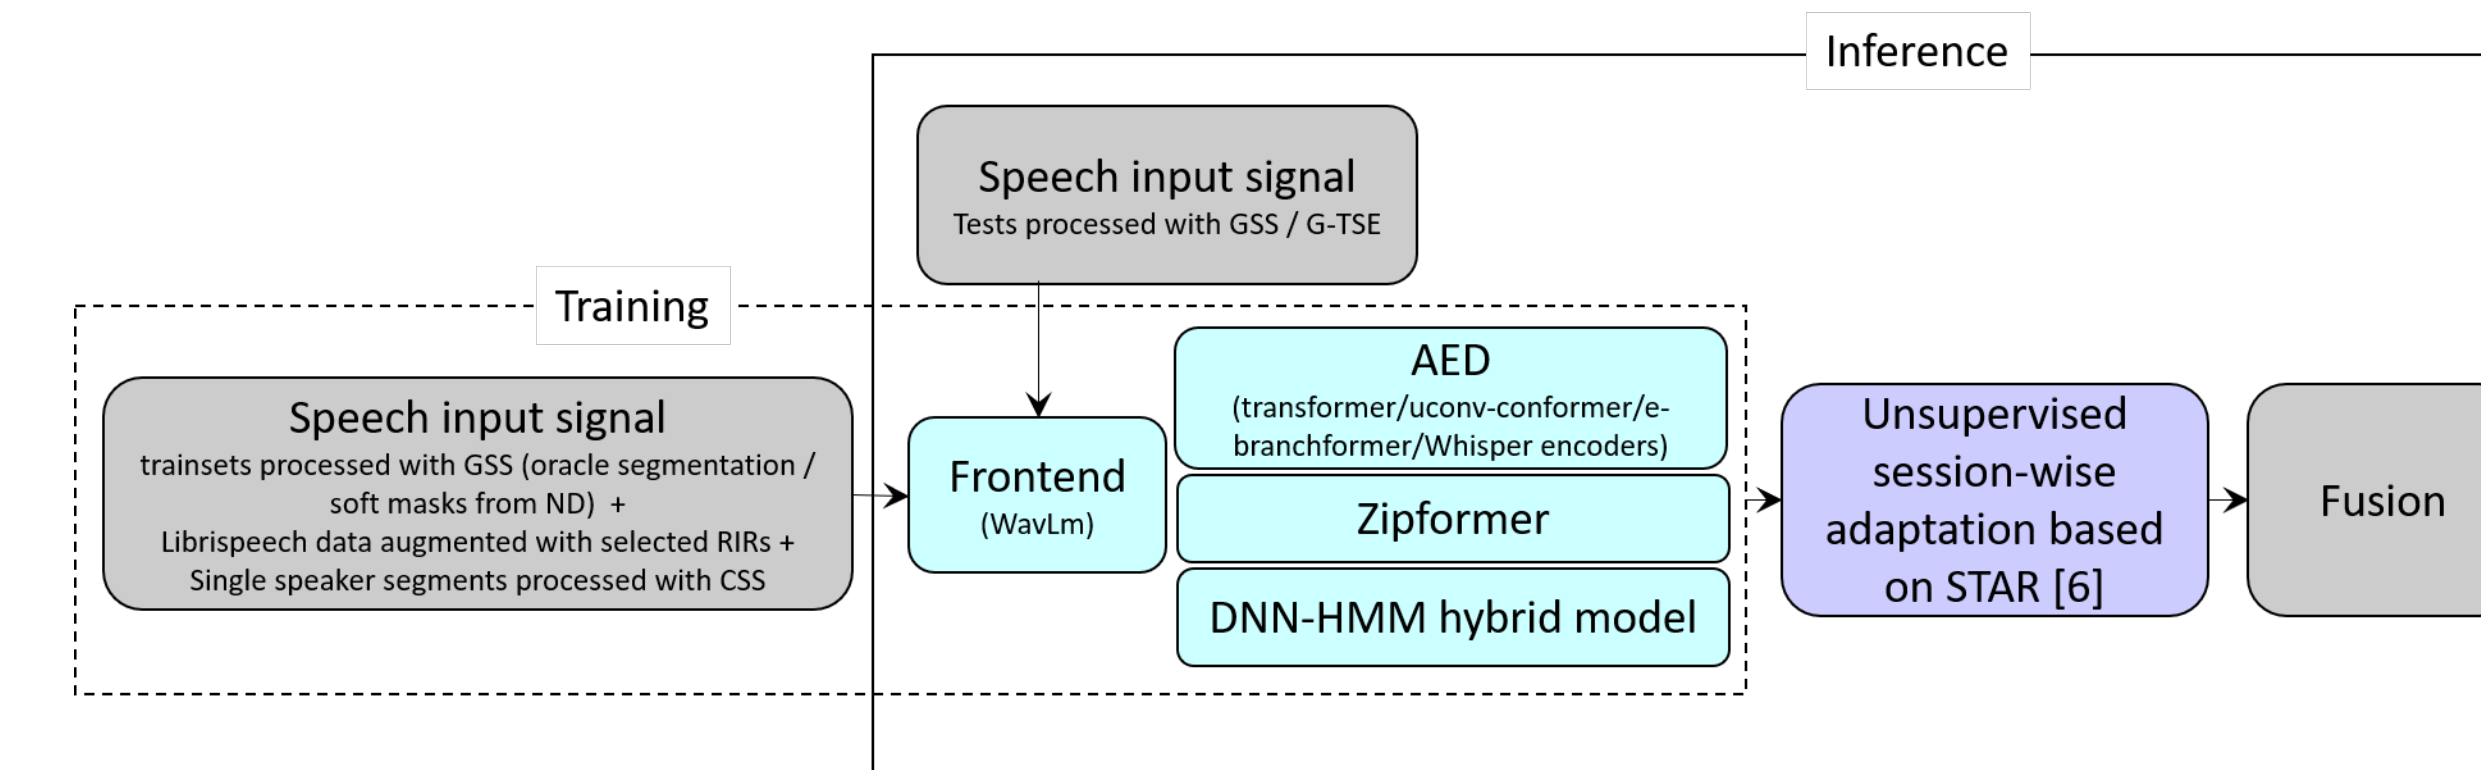 Inference
Speech input signal
Tests processed with GSS / G-TSE
Training
Speech input signal
trainsets processed with GSS (oracle segmentation /
soft masks from ND) +
Librispeech data augmented with selected RIRs +
Single speaker segments processed with CSS
Frontend
(WavLm)
AED
(transformer/uconv-conformer/e-
branchformer/Whisper encoders)
Zipformer
DNN-HMM hybrid model
Unsupervised
session-wise
adaptation based
on STAR [6]
Fusion